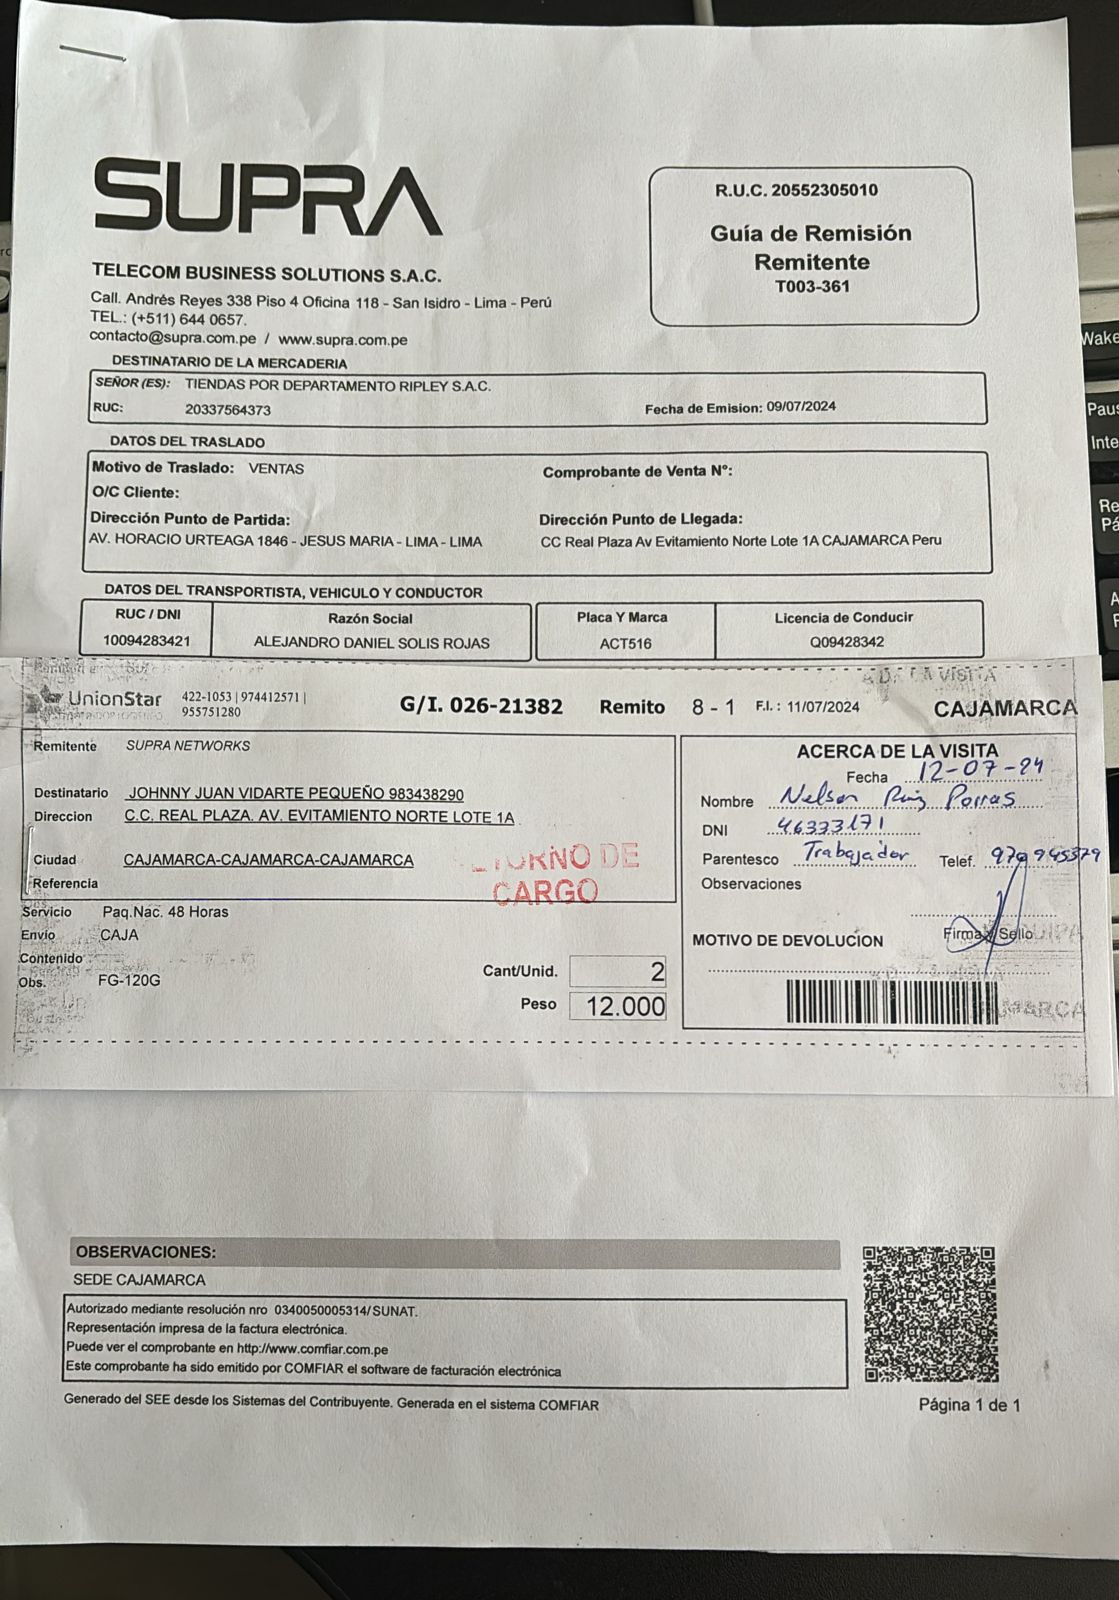 SUPRA
TELECOM BUSINESS SOLUTIONS S.A.C.
Call. Andrés Reyes 338 Piso 4 Oficina 118 - San Isidro - Lima - Perú
TEL.: (+511) 644 0657.
contacto@supra.com.pe / www.supra.com.pe
R.U.C. 20552305010
Guía de Remisión
Remitente
T003-361
DESTINATARIO DE LA MERCADERIA
SEÑOR (ES): TIENDAS POR DEPARTAMENTO RIPLEY S.A.C.
RUC: 20337564373 Fecha de Emision: 09/07/2024
DATOS DEL TRASLADO
Motivo de Traslado: VENTAS Comprobante de Venta N°:
O/C Cliente:
Dirección Punto de Partida: Dirección Punto de Llegada:
AV. HORACIO URTEAGA 1846 - JESUS MARIA - LIMA - LIMA CC Real Plaza Av Evitamiento Norte Lote 1A CAJAMARCA Peru
DATOS DEL TRANSPORTISTA, VEHICULO Y CONDUCTOR
RUC / DNI Razón Social Placa Y Marca Licencia de Conducir
10094283421 ALEJANDRO DANIEL SOLIS ROJAS ACT516 Q09428342
UnionStar 422-1053 | 974412571 |
955751280
G/I. 026-21382 Remito 8 - 1 F.I. : 11/07/2024 CAJAMARCA
Remitente SUPRA NETWORKS
Destinatario JOHNNY JUAN VIDARTE PEQUEÑO 983438290
Direccion C.C. REAL PLAZA. AV. EVITAMIENTO NORTE LOTE 1A
Ciudad CAJAMARCA-CAJAMARCA-CAJAMARCA
Referencia
RNO DE
CARGO
Servicio Paq.Nac. 48 Horas
Envio CAJA
Contenido
Obs. FG-120G
Cant/Unid. 2
Peso 12.000
ACERCA DE LA VISITA
Fecha 12-07-24
Nombre Nelson Ruiz Porras
DNI 46333171
Parentesco Trabajador Telef. 979945379
Observaciones
Firma y Sello
MOTIVO DE DEVOLUCION
OBSERVACIONES:
SEDE CAJAMARCA
Autorizado mediante resolución nro 0340050005314/SUNAT.
Representación impresa de la factura electrónica.
Puede ver el comprobante en http://www.comfiar.com.pe
Este comprobante ha sido emitido por COMFIAR el software de facturación electrónica
Generado del SEE desde los Sistemas del Contribuyente. Generada en el sistema COMFIAR
Página 1 de 1
Wake
Paus
Inte
Re